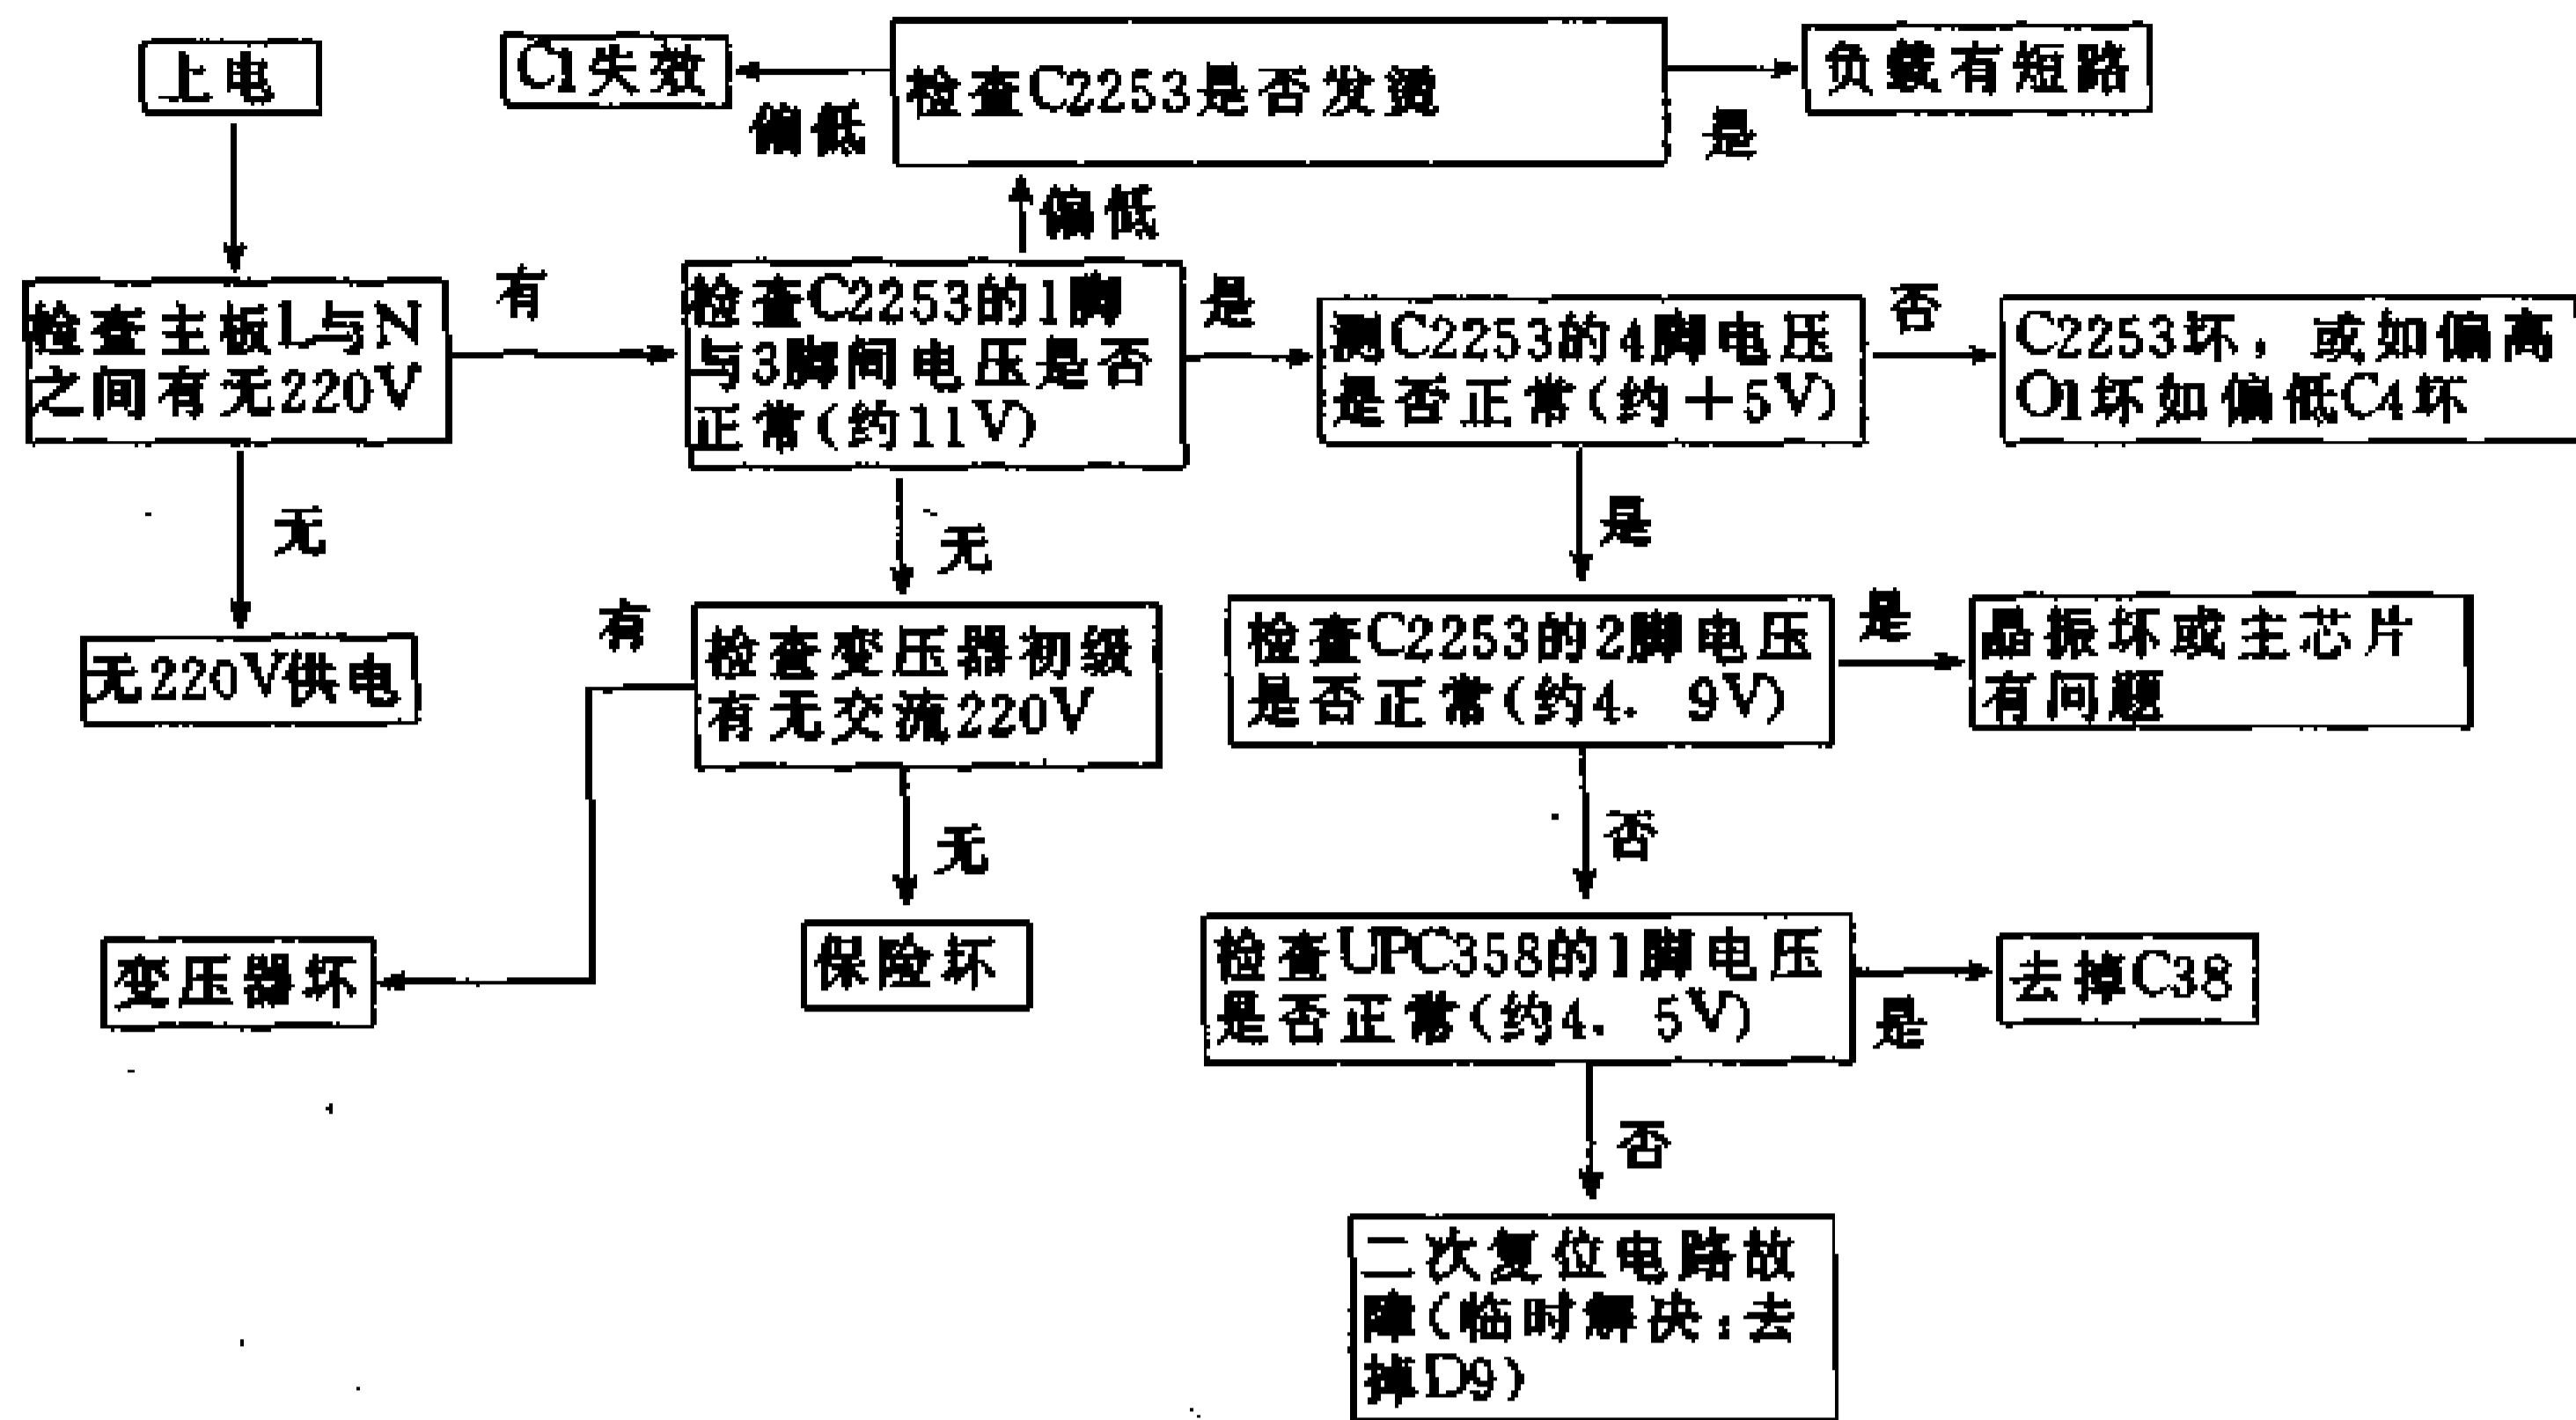 上电
C1失效
偏低
检查C2253是否发烫
是
负载有短路
偏低
检查主板L与N
之间有无220V
有
检查C2253的1脚
与3脚间电压是否
正常(约11V)
是
测C2253的4脚电压
是否正常(约+5V)
否
C2253坏，或如偏高
O1坏如偏低C4坏
无
无
是
无220V供电
有
检查变压器初级
有无交流220V
检查C2253的2脚电压
是否正常(约4. 9V)
是
晶振坏或主芯片
有问题
无
否
变压器坏
保险坏
检查UPC358的1脚电压
是否正常(约4. 5V)
是
去掉C38
否
二次复位电路故
障(临时解决:去
掉D9)